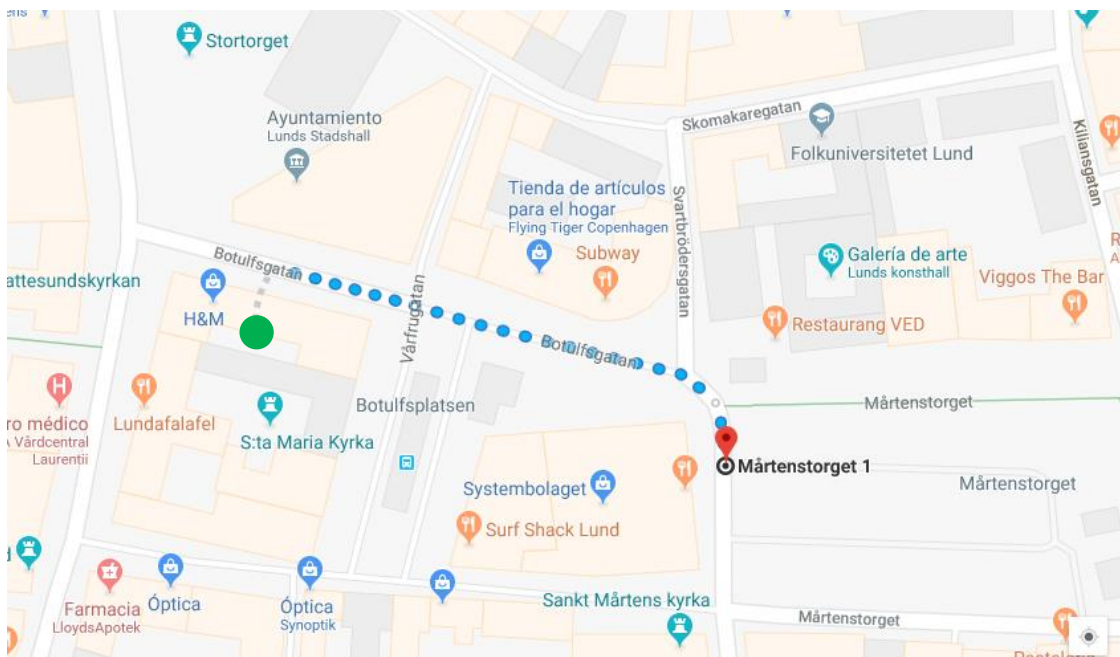 ens
Stortorget
Ayuntamiento
Lunds Stadshall
Skomakaregatan
Kiliansgatan
Folkuniversitetet Lund
Tienda de artículos
para el hogar
Flying Tiger Copenhagen
Svartbrödersgatan
Subway
Galería de arte
Lunds konsthall
R
A
Viggos The Bar
Botulfsgatan
attesundskyrkan
H&M
Vårfrugatan
Restaurang VED
Botulfsgatan
Mårtenstorget
ro médico
A Vårdcentral
Laurentii
Lundafalafel
Botulfsplatsen
S:ta Maria Kyrka
Mårtenstorget 1
Mårtenstorget
Systembolaget
Surf Shack Lund
d
Farmacia
LloydsApotek
Óptica
Óptica
Synoptik
Sankt Mårtens kyrka
Mårtenstorget